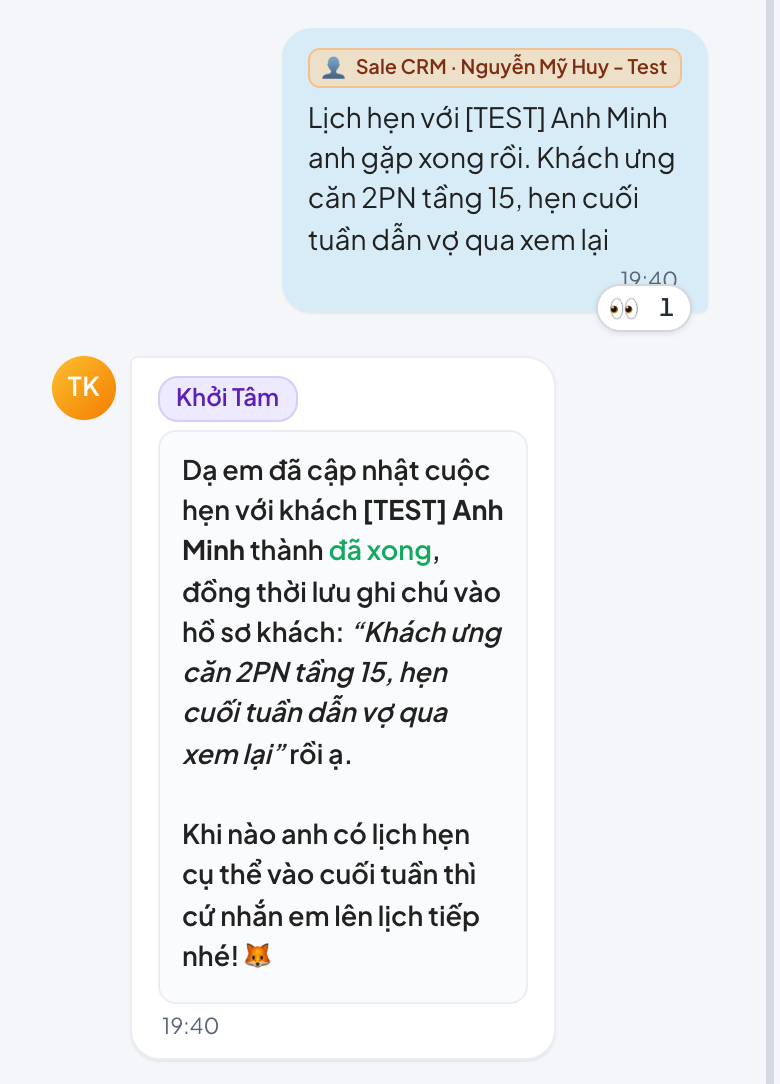 Sale CRM · Nguyễn Mỹ Huy - Test
Lịch hẹn với [TEST] Anh Minh
anh gặp xong rồi. Khách ưng
căn 2PN tầng 15, hẹn cuối
tuần dẫn vợ qua xem lại
19:40
👀 1
TK
Khởi Tâm
Dạ em đã cập nhật cuộc
hẹn với khách [TEST] Anh
Minh thành đã xong,
đồng thời lưu ghi chú vào
hồ sơ khách: “Khách ưng
căn 2PN tầng 15, hẹn
cuối tuần dẫn vợ qua
xem lại” rồi ạ.
Khi nào anh có lịch hẹn
cụ thể vào cuối tuần thì
cứ nhắn em lên lịch tiếp
nhé! 🦊
19:40